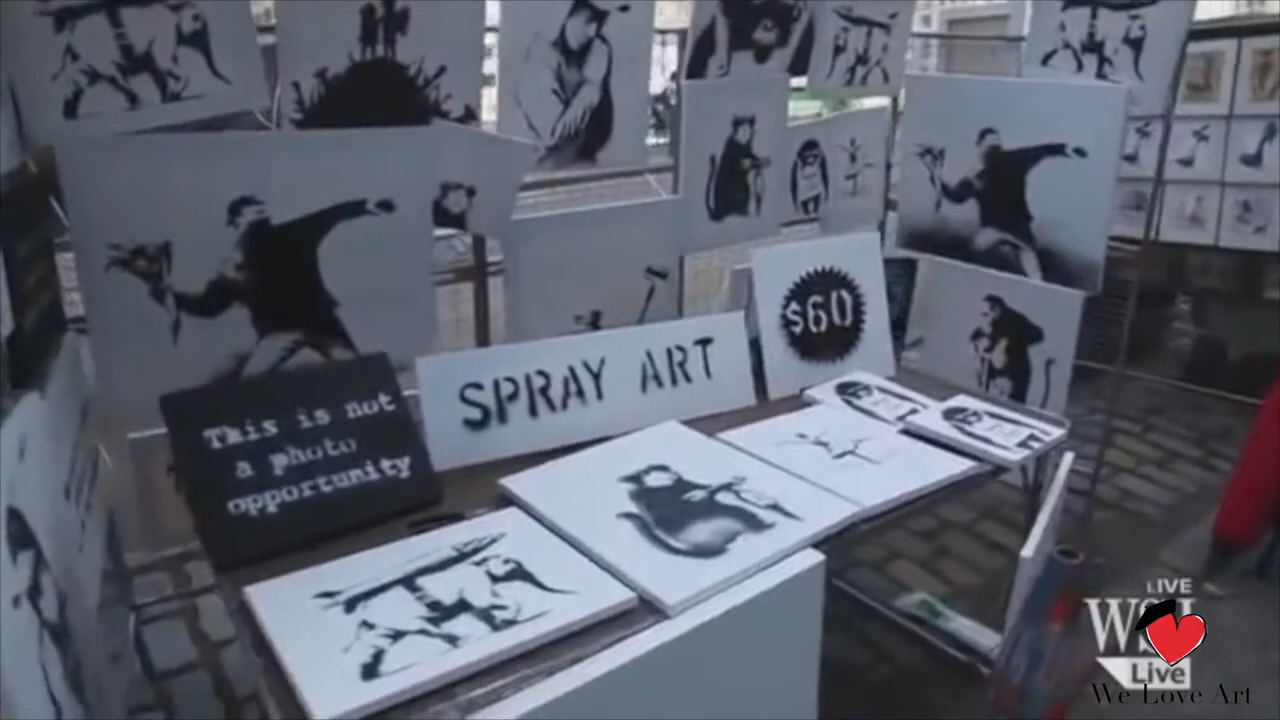 $60
SPRAY ART
This is not
a photo
opportunity
LIVE
WSJ
Live
We Love Art